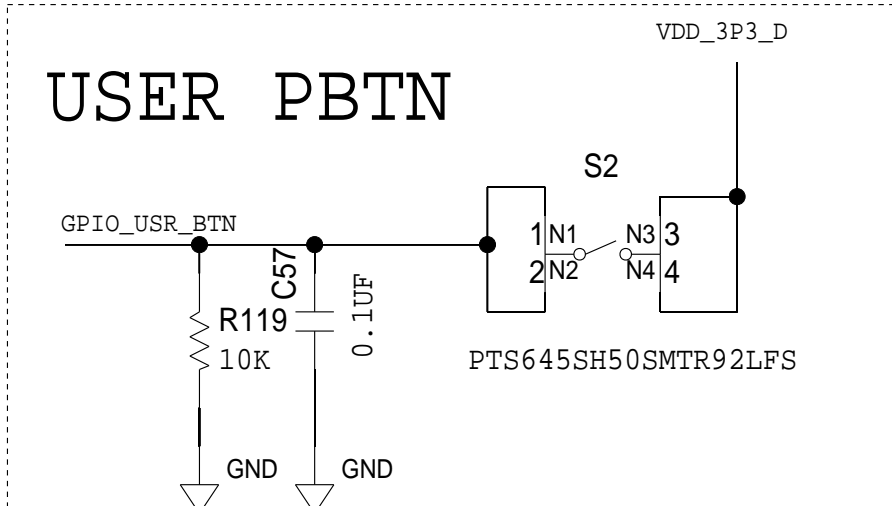 VDD_3P3_D
USER PBTN
S2
GPIO_USR_BTN
1 N1 N3 3
2 N2 N4 4
C57
0.1UF
R119
10K
PTS645SH50SMTR92LFS
GND GND